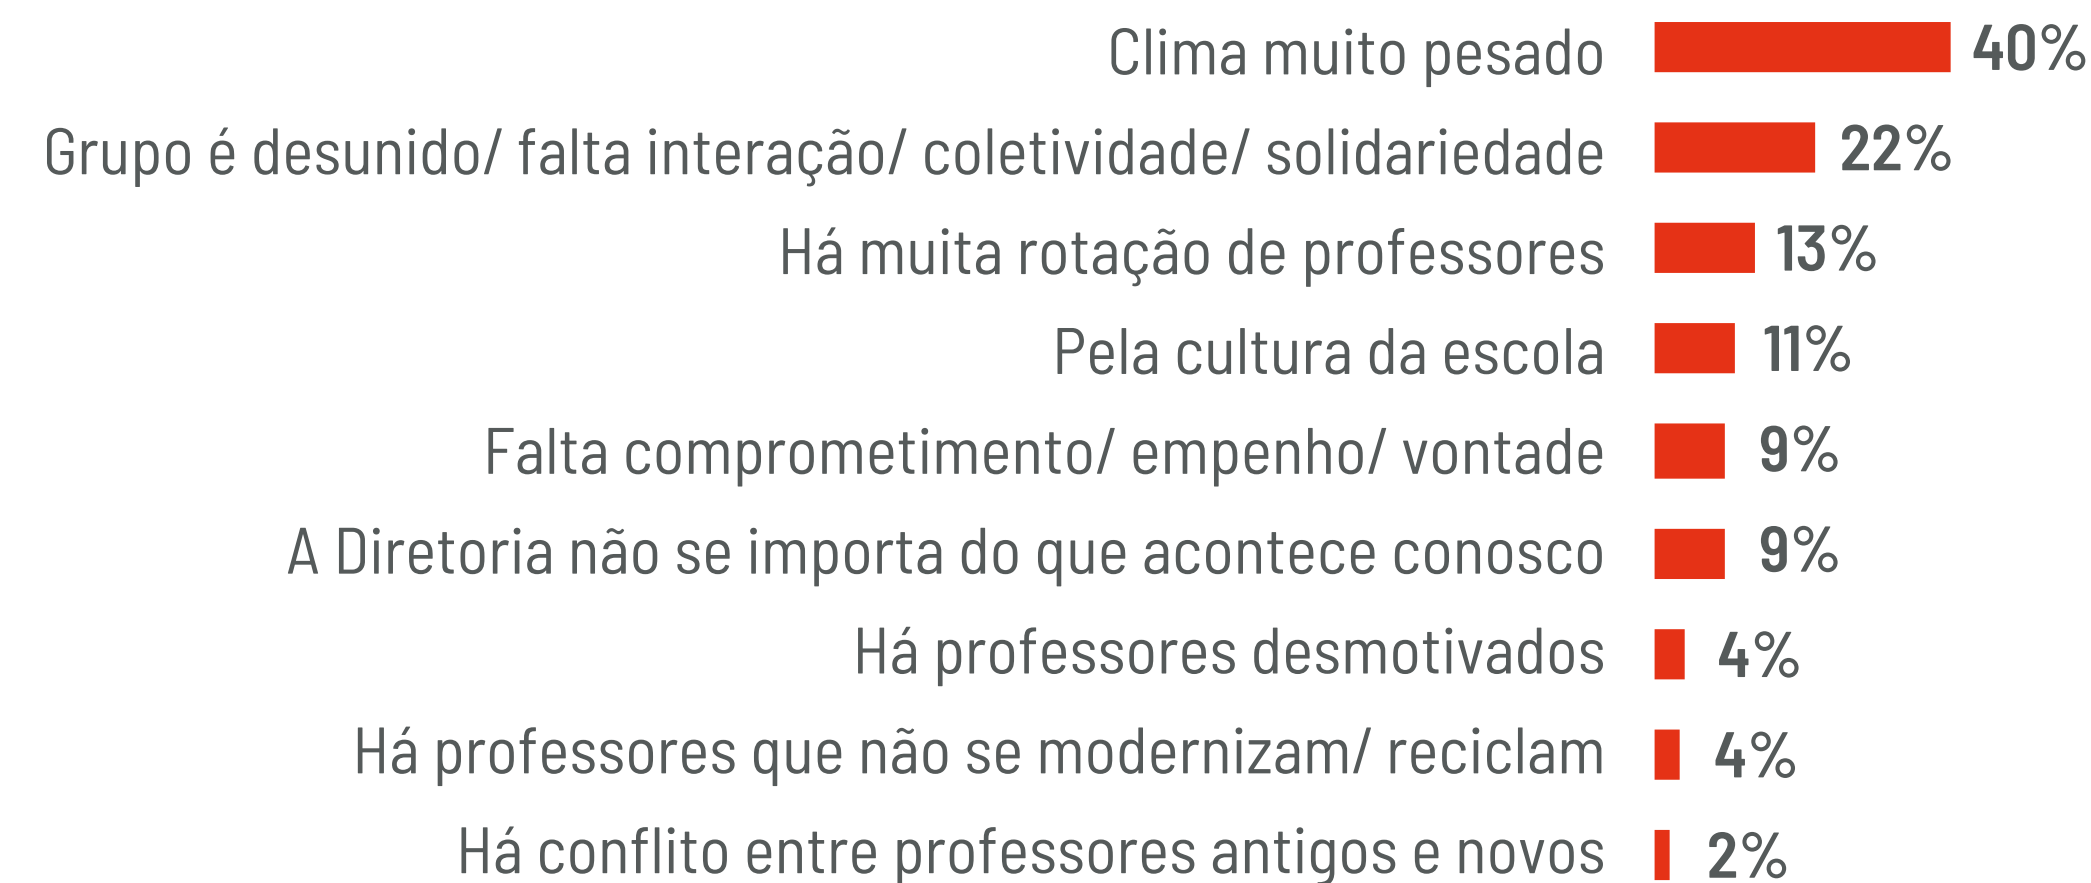 Clima muito pesado 40%
Grupo é desunido/ falta interação/ coletividade/ solidariedade 22%
Há muita rotação de professores 13%
Pela cultura da escola 11%
Falta comprometimento/ empenho/ vontade 9%
A Diretoria não se importa do que acontece conosco 9%
Há professores desmotivados 4%
Há professores que não se modernizam/ reciclam 4%
Há conflito entre professores antigos e novos 2%